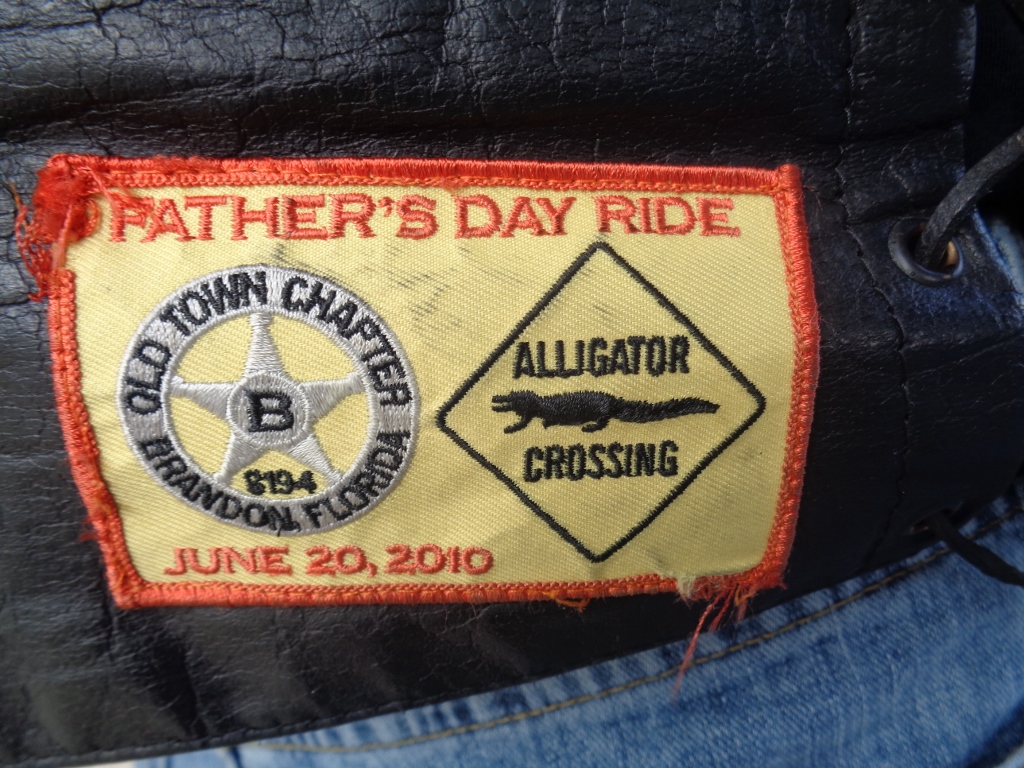 FATHER'S DAY RIDE
OLD TOWN CHAPTER
B
8194
BRANDON, FLORIDA
ALLIGATOR
CROSSING
JUNE 20, 2010